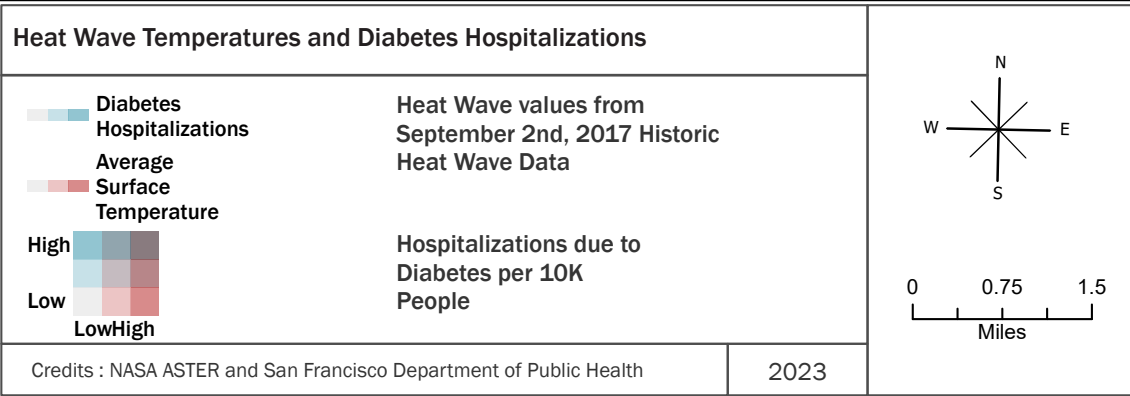 Heat Wave Temperatures and Diabetes Hospitalizations
Diabetes
Hospitalizations
Average
Surface
Temperature
High
Low
LowHigh
Heat Wave values from
September 2nd, 2017 Historic
Heat Wave Data
Hospitalizations due to
Diabetes per 10K
People
Credits : NASA ASTER and San Francisco Department of Public Health
2023
N
W
E
S
0 0.75 1.5
Miles